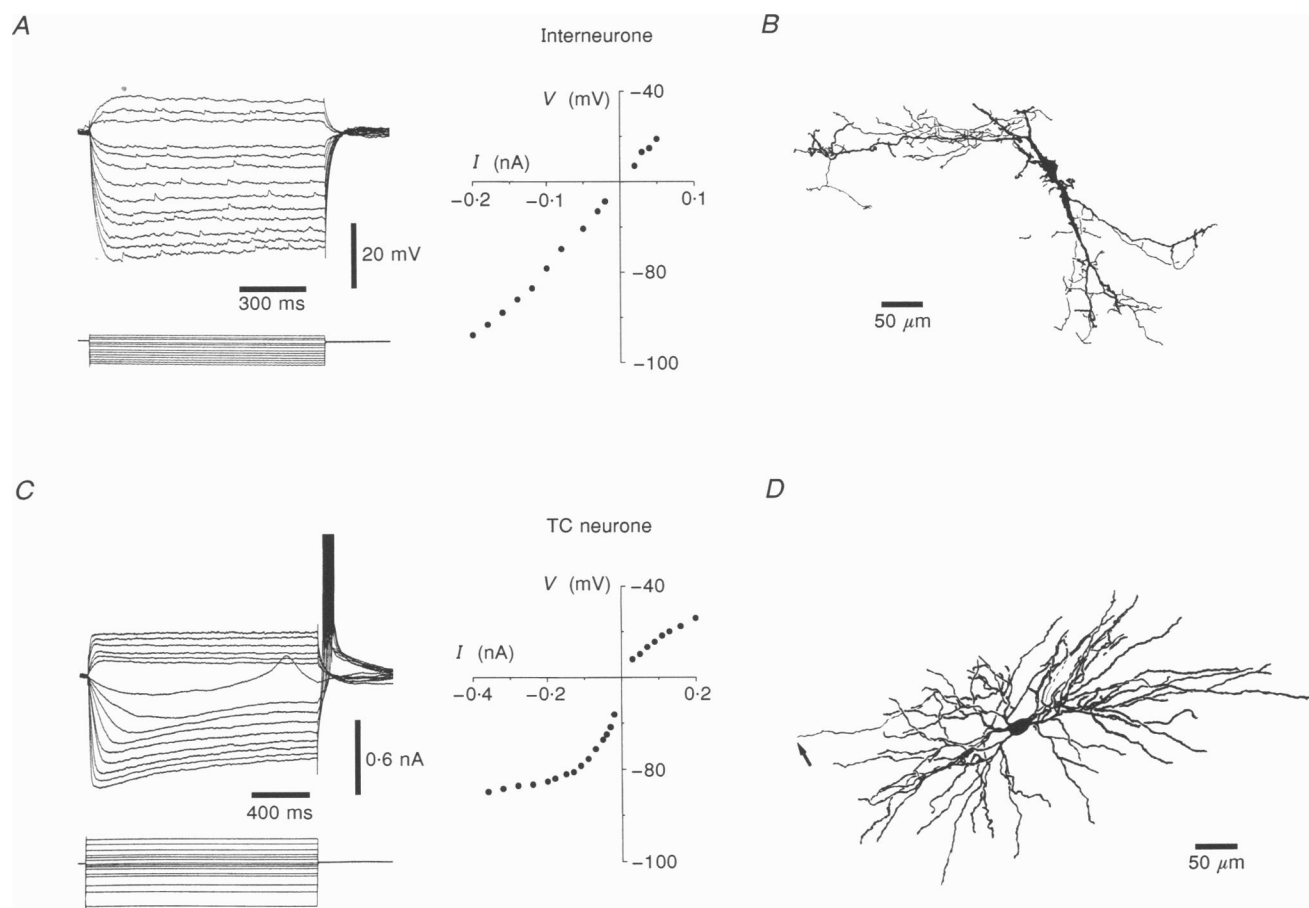 A
Interneurone
B
V (mV)
−40
I (nA)
−0.2
−0.1
0.1
20 mV
300 ms
−80
50 μm
−100
C
TC neurone
D
V (mV)
−40
I (nA)
−0.4
−0.2
0.2
0·6 nA
−80
400 ms
50 μm
−100